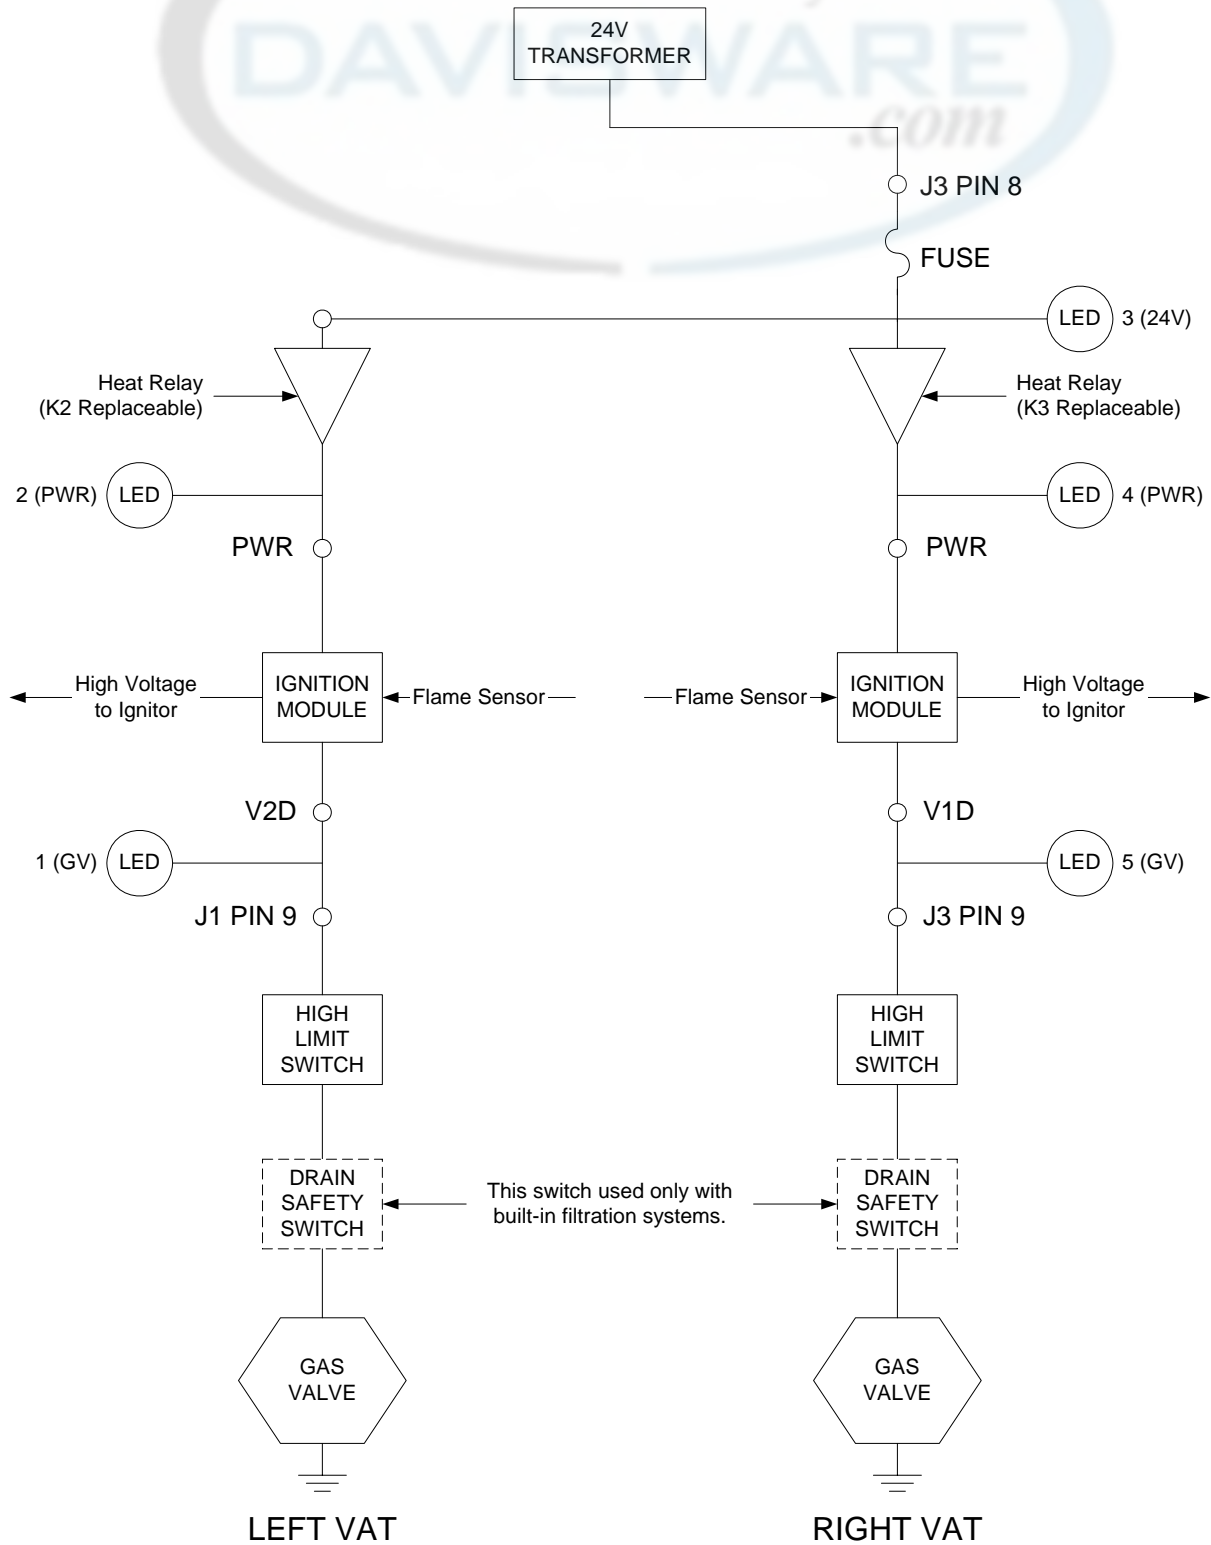 DAVISWARE
.com
24V
TRANSFORMER
J3 PIN 8
FUSE
LED 3 (24V)
Heat Relay
(K2 Replaceable)
Heat Relay
(K3 Replaceable)
2 (PWR) LED
LED 4 (PWR)
PWR
PWR
High Voltage
to Ignitor
IGNITION
MODULE
Flame Sensor
Flame Sensor
IGNITION
MODULE
High Voltage
to Ignitor
V2D
V1D
1 (GV) LED
LED 5 (GV)
J1 PIN 9
J3 PIN 9
HIGH
LIMIT
SWITCH
HIGH
LIMIT
SWITCH
DRAIN
SAFETY
SWITCH
This switch used only with
built-in filtration systems.
DRAIN
SAFETY
SWITCH
GAS
VALVE
GAS
VALVE
LEFT VAT
RIGHT VAT